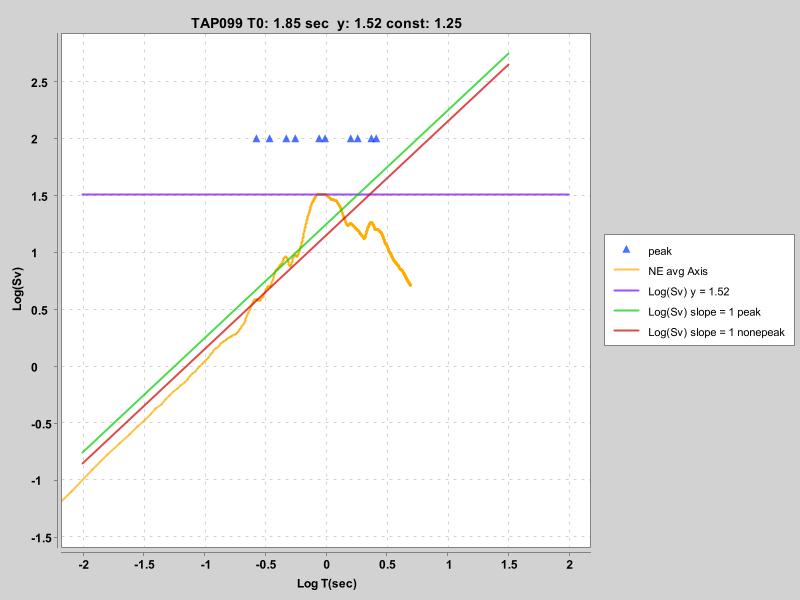 TAP099 T0: 1.85 sec  y: 1.52 const: 1.25
Log(Sv)
2.5
2
1.5
1
0.5
0
-0.5
-1
-1.5
-2
-1.5
-1
-0.5
0
0.5
1
1.5
2
Log T(sec)
peak
NE avg Axis
Log(Sv) y = 1.52
Log(Sv) slope = 1 peak
Log(Sv) slope = 1 nonepeak